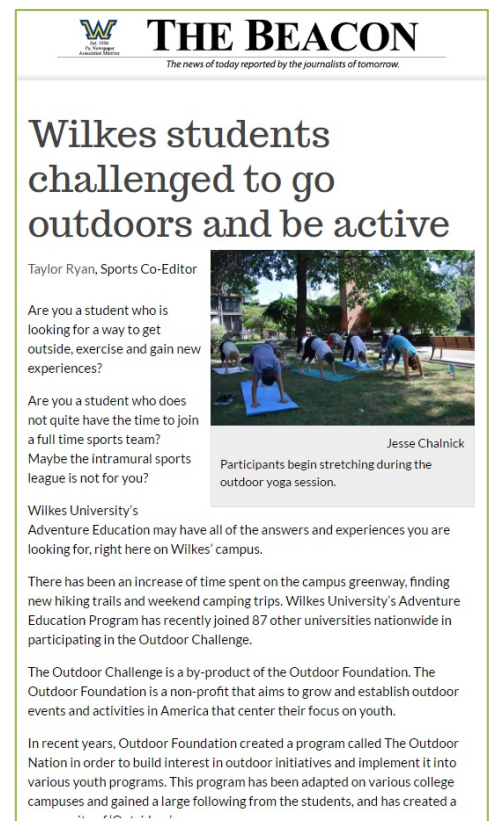 W
Est. 1936
Pa. Newspaper
Association Member
THE BEACON
The news of today reported by the journalists of tomorrow.
Wilkes students
challenged to go
outdoors and be active
Taylor Ryan, Sports Co-Editor
Are you a student who is
looking for a way to get
outside, exercise and gain new
experiences?
Are you a student who does
not quite have the time to join
a full time sports team?
Maybe the intramural sports
league is not for you?
Jesse Chalnick
Participants begin stretching during the
outdoor yoga session.
Wilkes University’s
Adventure Education may have all of the answers and experiences you are
looking for, right here on Wilkes’ campus.
There has been an increase of time spent on the campus greenway, finding
new hiking trails and weekend camping trips. Wilkes University’s Adventure
Education Program has recently joined 87 other universities nationwide in
participating in the Outdoor Challenge.
The Outdoor Challenge is a by-product of the Outdoor Foundation. The
Outdoor Foundation is a non-profit that aims to grow and establish outdoor
events and activities in America that center their focus on youth.
In recent years, Outdoor Foundation created a program called The Outdoor
Nation in order to build interest in outdoor initiatives and implement it into
various youth programs. This program has been adapted on various college
campuses and gained a large following from the students, and has created a